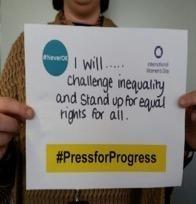 #NeverOK
International
Women's Day
I will.....
challenge inequality
and stand up for equal
rights for all.
#PressforProgress